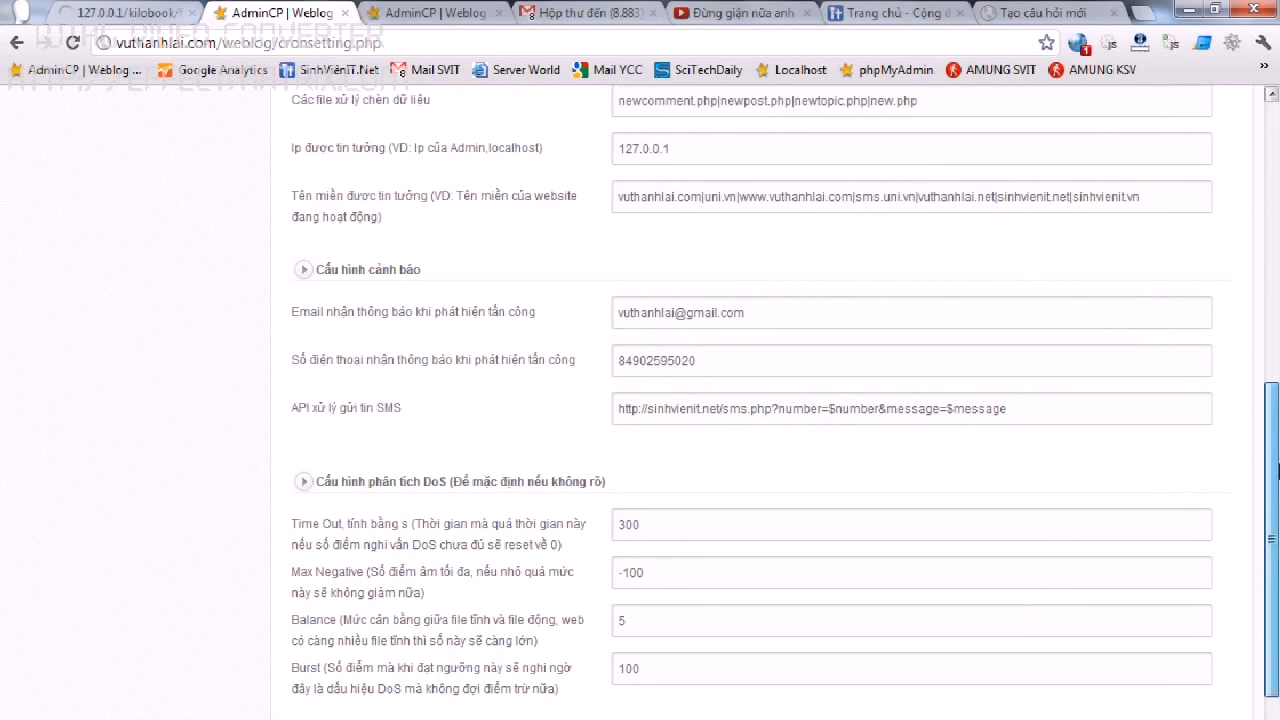 127.0.0.1/kilobook/f
AdminCP | Weblog
AdminCP | Weblog
Hộp thư đến (8.883)
Đừng giận nữa anh
Trang chủ - Cộng đ
Tạo câu hỏi mới
vuthanhlai.com/weblog/cronsetting.php
AdminCP | Weblog ...
Google Analytics
SinhVienIT.Net
Mail SVIT
Server World
Mail YCC
SciTechDaily
Localhost
phpMyAdmin
AMUNG SVIT
AMUNG KSV
Các file xử lý chèn dữ liệu
newcomment.php|newpost.php|newtopic.php|new.php
Ip được tin tưởng (VD: Ip của Admin,localhost)
127.0.0.1
Tên miền được tin tưởng (VD: Tên miền của website
đang hoạt động)
vuthanhlai.com|uni.vn|www.vuthanhlai.com|sms.uni.vn|vuthanhlai.net|sinhvienit.net|sinhvienit.vn
Cấu hình cảnh báo
Email nhận thông báo khi phát hiện tấn công
vuthanhlai@gmail.com
Số điện thoại nhận thông báo khi phát hiện tấn công
84902595020
API xử lý gửi tin SMS
http://sinhvienit.net/sms.php?number=$number&message=$message
Cấu hình phân tích DoS (Để mặc định nếu không rõ)
Time Out, tính bằng s (Thời gian mà quá thời gian này
nếu số điểm nghi vấn DoS chưa đủ sẽ reset về 0)
300
Max Negative (Số điểm âm tối đa, nếu nhỏ quá mức
này sẽ không giảm nữa)
-100
Balance (Mức cân bằng giữa file tĩnh và file động, web
có càng nhiều file tĩnh thì số này sẽ càng lớn)
5
Burst (Số điểm mà khi đạt ngưỡng này sẽ nghi ngờ
đây là dấu hiệu DoS mà không đợi điểm trừ nữa)
100